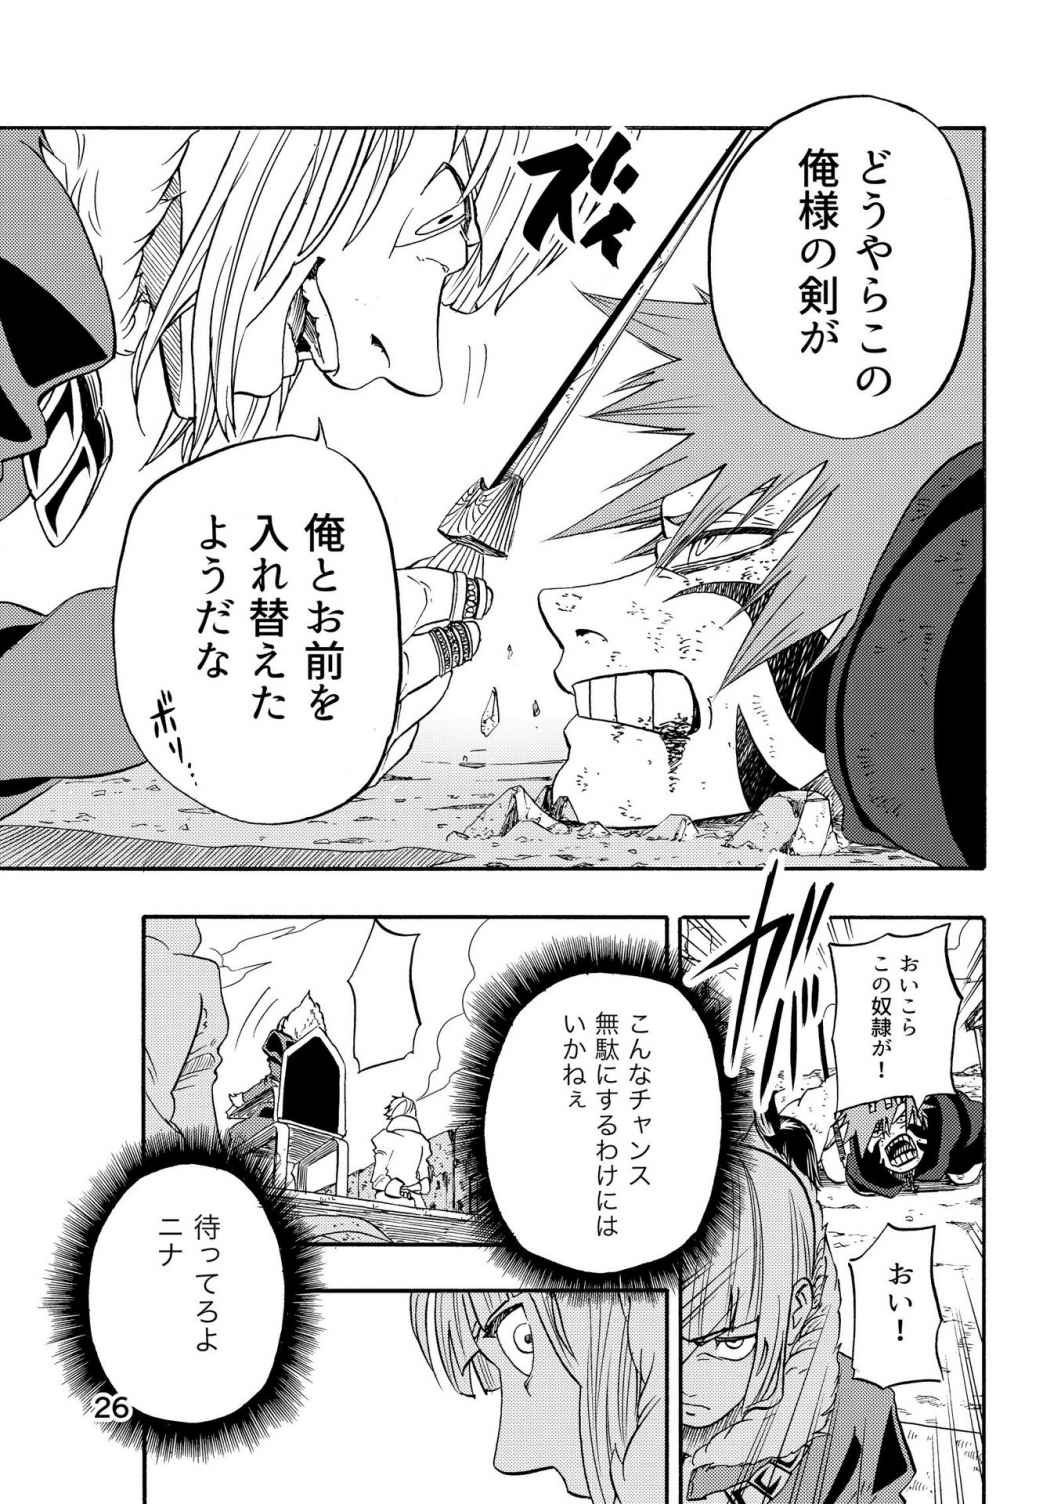 どうやらこの
俺様の剣が
ズズイ
俺とお前を
入れ替えた
ようだな
ボソ…
おいこら
この奴隷が！
おい！
こんなチャンス
無駄にするわけには
いかねぇ
待ってろよ
ニナ
26